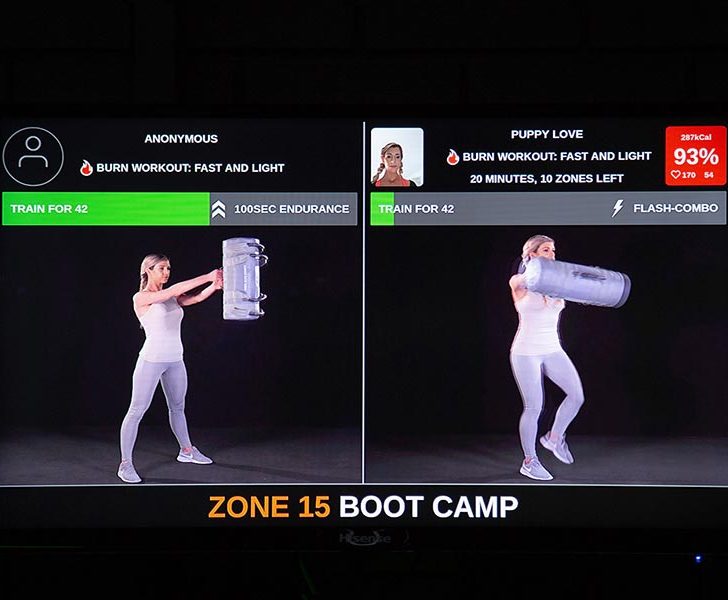 ANONYMOUS
BURN WORKOUT: FAST AND LIGHT
TRAIN FOR 42
100SEC ENDURANCE
PUPPY LOVE
BURN WORKOUT: FAST AND LIGHT
20 MINUTES, 10 ZONES LEFT
287kCal
93%
170 54
TRAIN FOR 42
FLASH-COMBO
ZONE 15 BOOT CAMP
Hisense